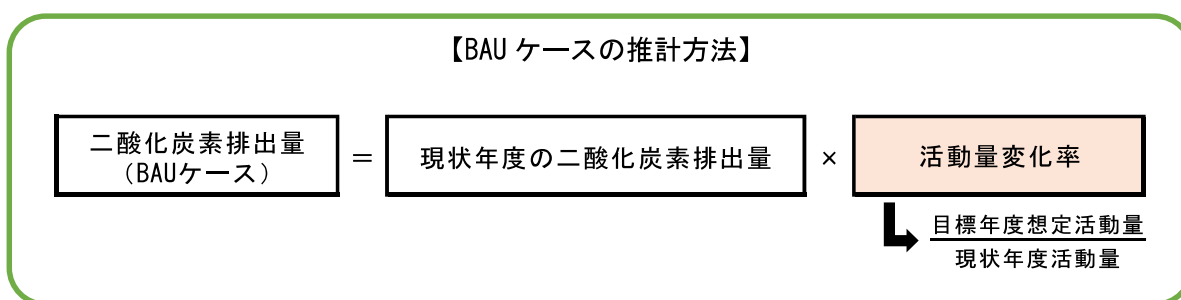 【BAU ケースの推計方法】
二酸化炭素排出量
(BAUケース)
=
現状年度の二酸化炭素排出量
×
活動量変化率
目標年度想定活動量
現状年度活動量